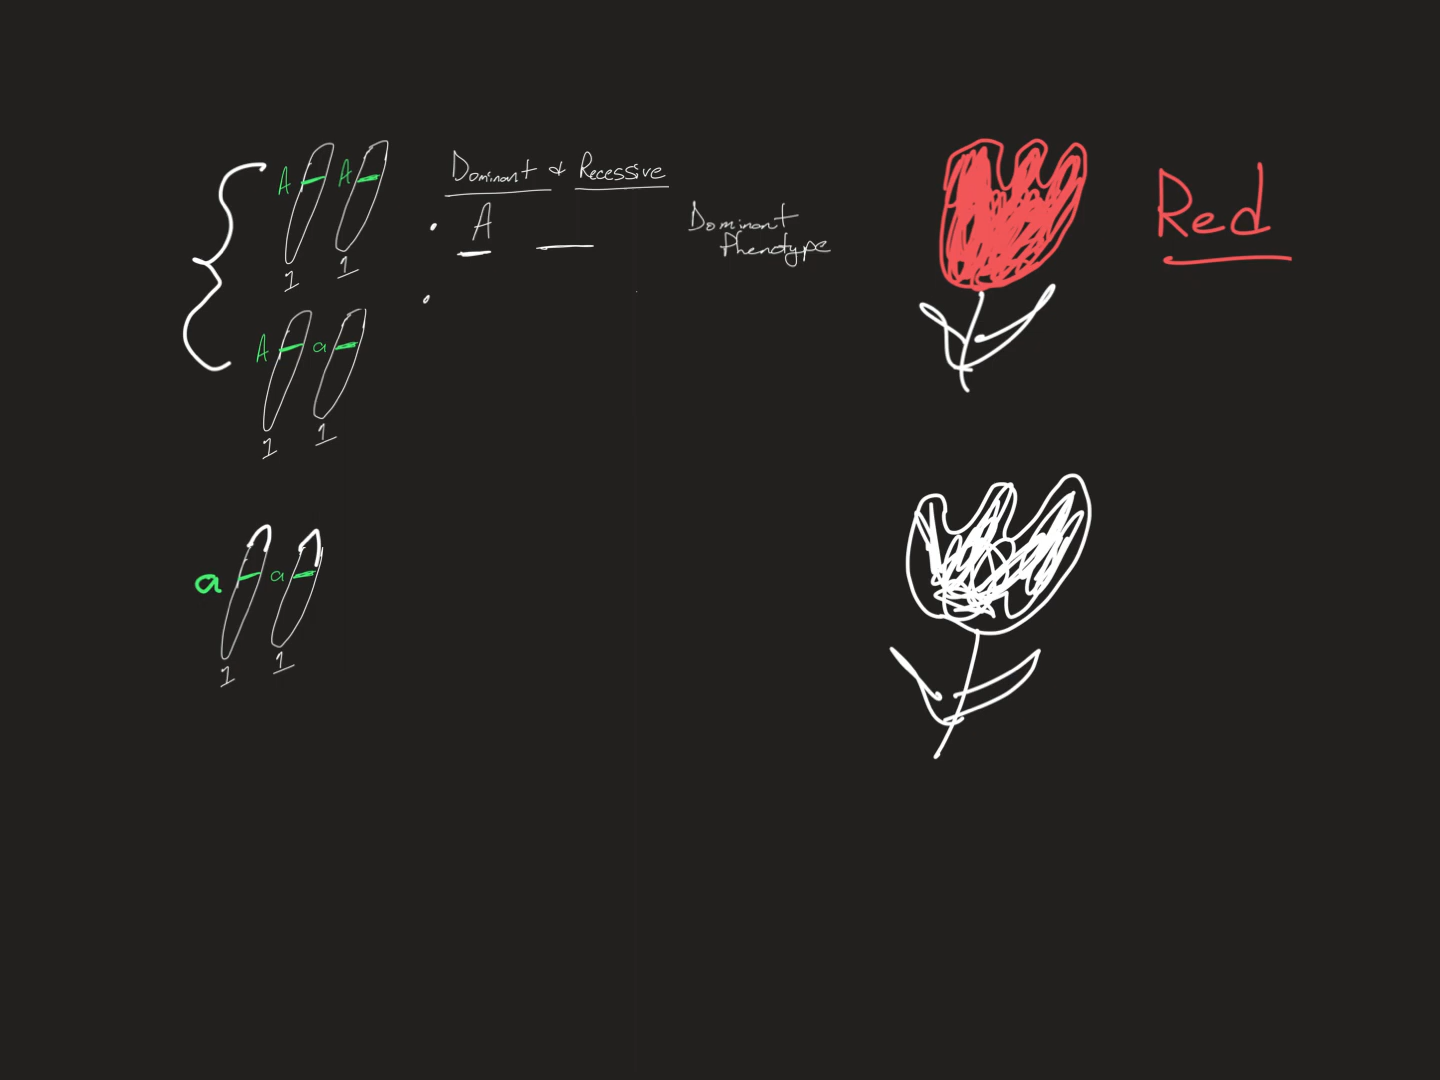 A A
1 1
Dominant & Recessive
A
Dominant
Phenotype
Red
A a
1 1
a a
1 1